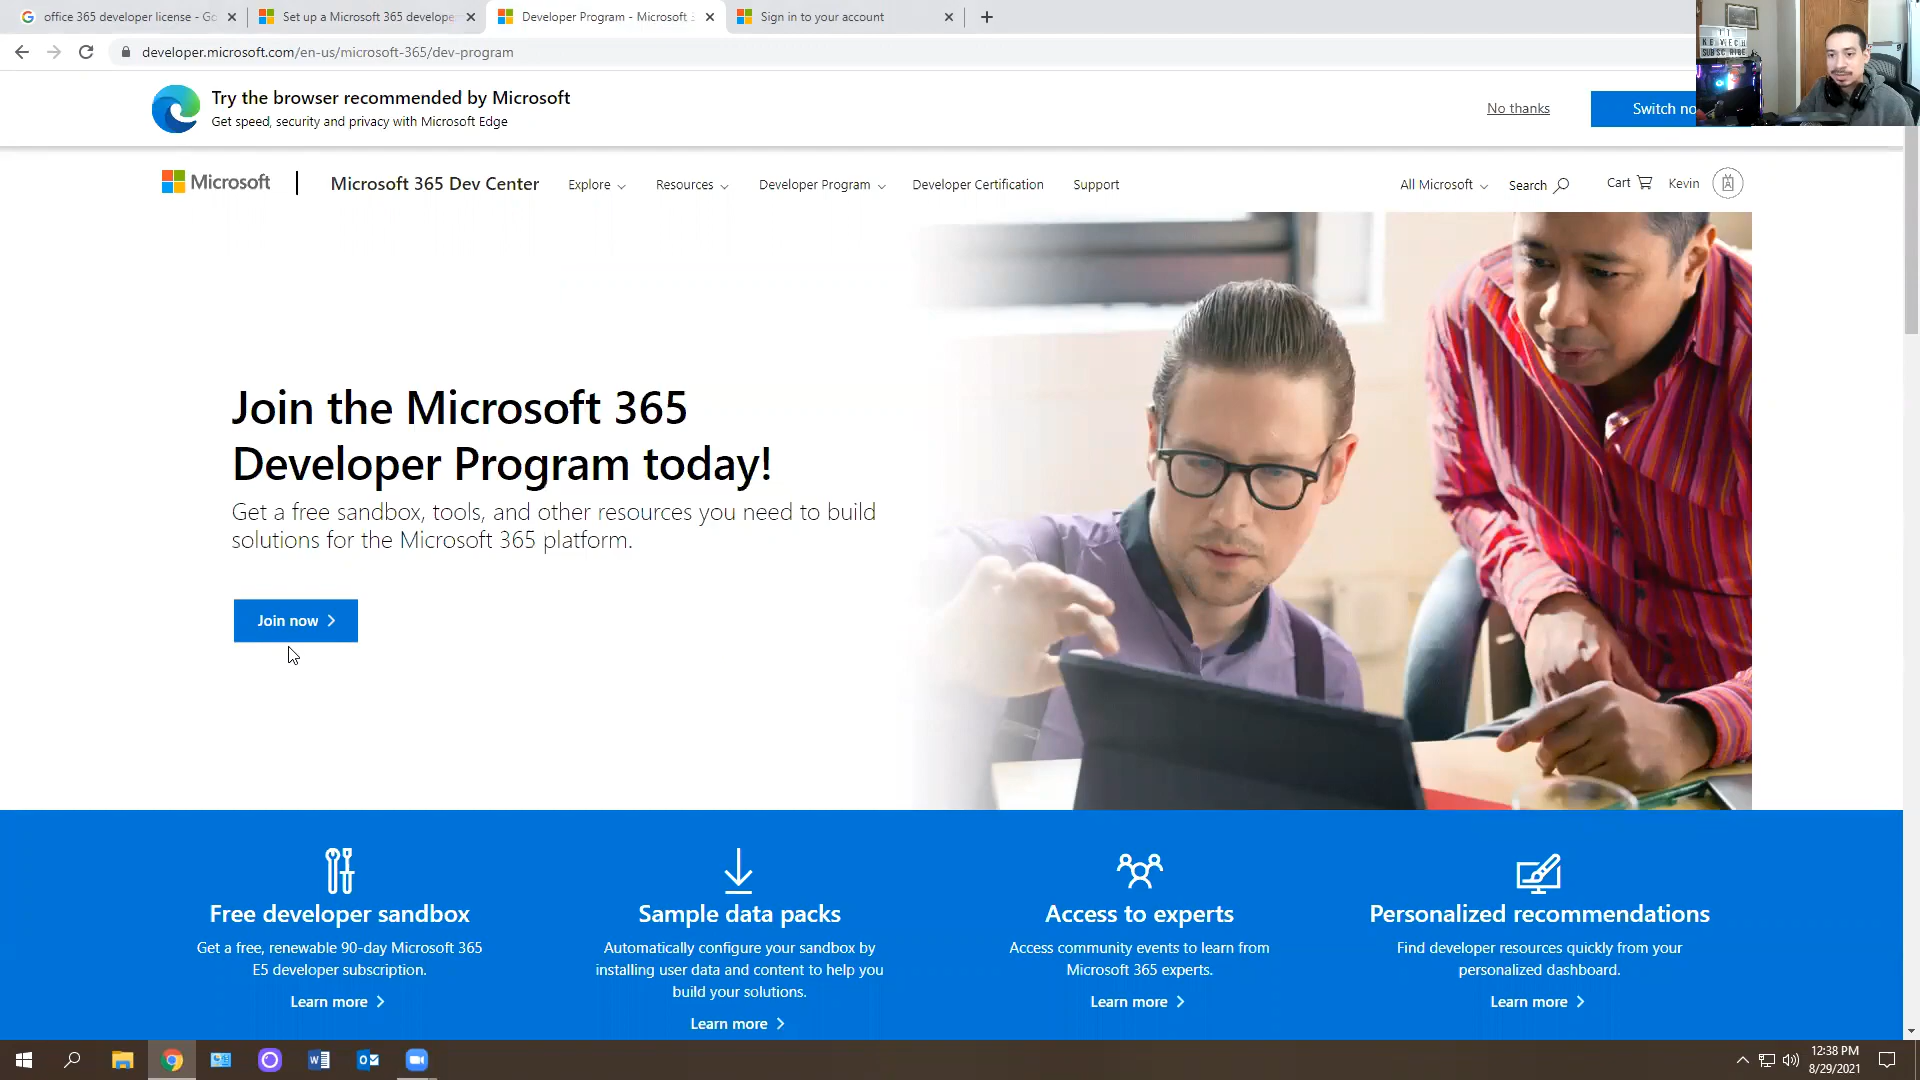 office 365 developer license - Go
Set up a Microsoft 365 develope
Developer Program - Microsoft 3
Sign in to your account
developer.microsoft.com/en-us/microsoft-365/dev-program
Try the browser recommended by Microsoft
Get speed, security and privacy with Microsoft Edge
No thanks
Switch no
KEVTECH
SUBSCRIBE
Microsoft
Microsoft 365 Dev Center
Explore
Resources
Developer Program
Developer Certification
Support
All Microsoft
Search
Cart
Kevin
Join the Microsoft 365
Developer Program today!
Get a free sandbox, tools, and other resources you need to build
solutions for the Microsoft 365 platform.
Join now
Free developer sandbox
Get a free, renewable 90-day Microsoft 365
E5 developer subscription.
Learn more
Sample data packs
Automatically configure your sandbox by
installing user data and content to help you
build your solutions.
Learn more
Access to experts
Access community events to learn from
Microsoft 365 experts.
Learn more
Personalized recommendations
Find developer resources quickly from your
personalized dashboard.
Learn more
12:38 PM
8/29/2021